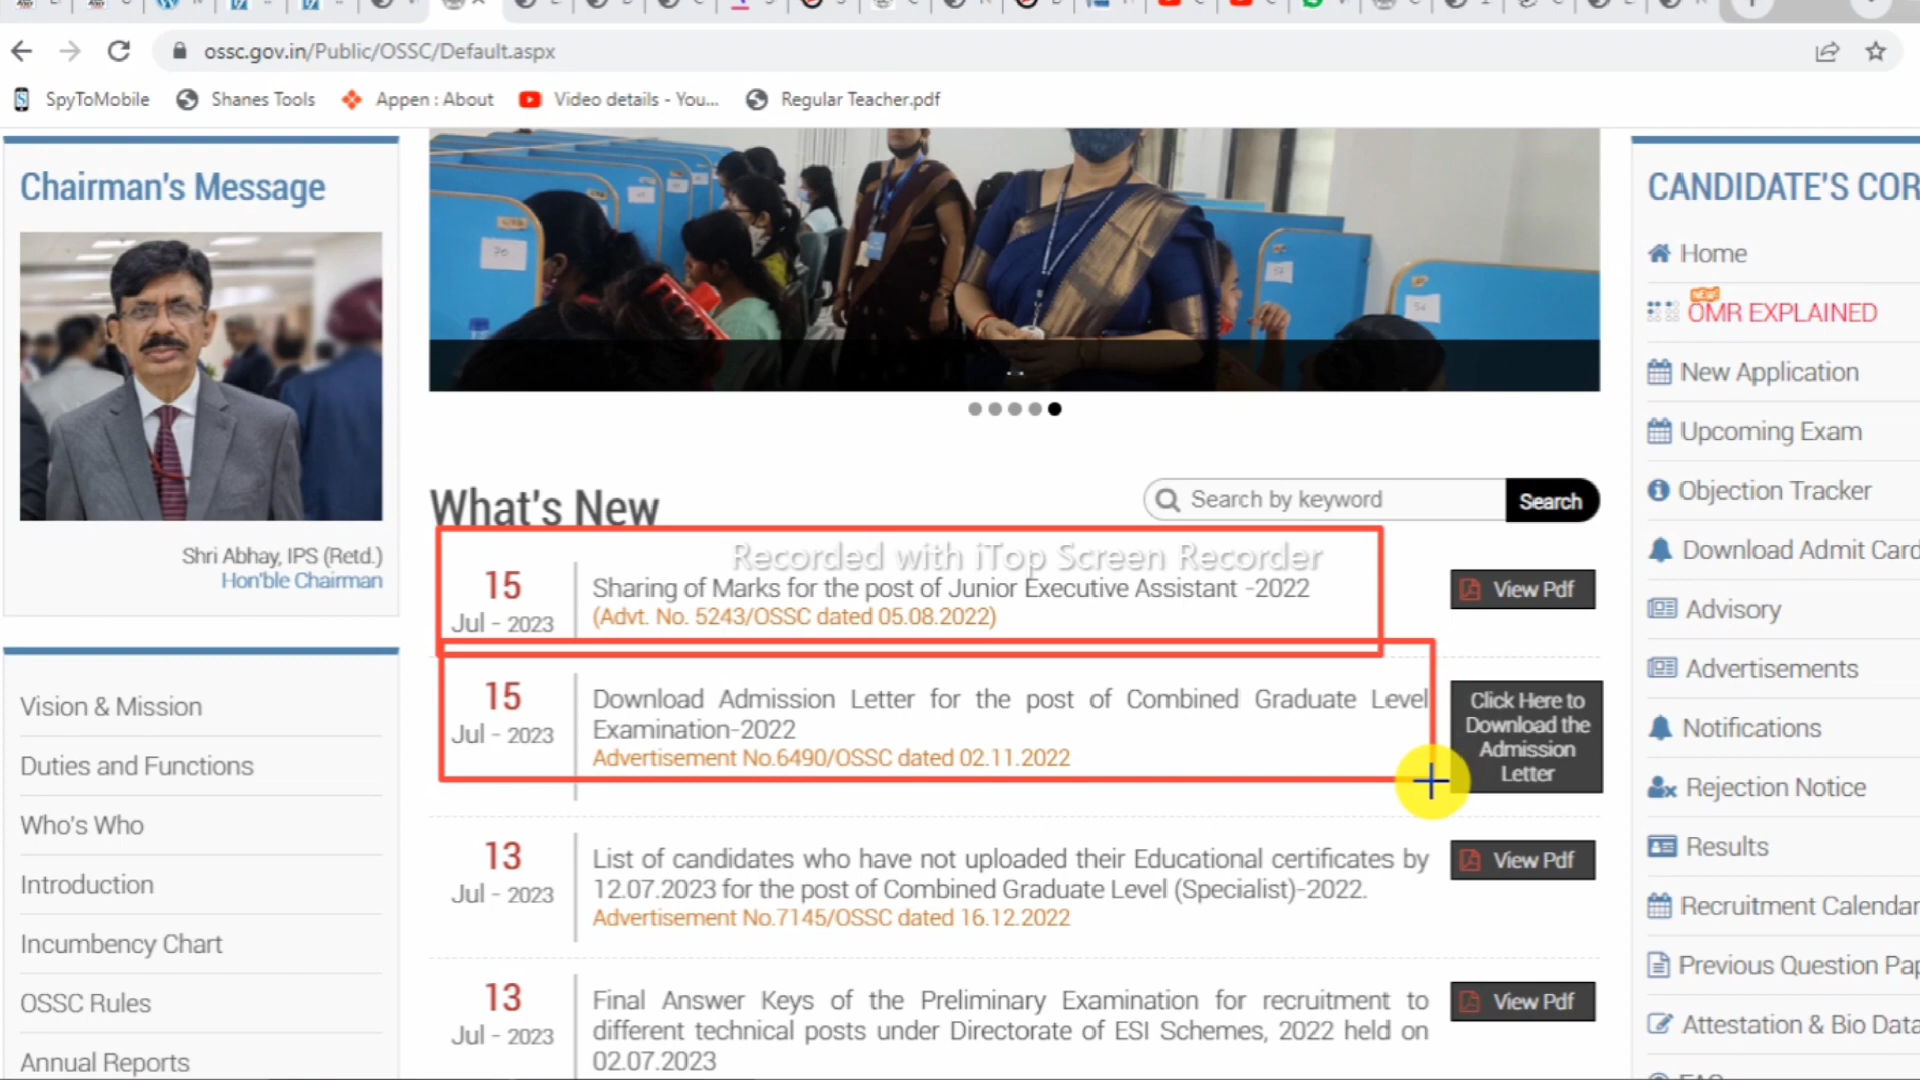 ossc.gov.in/Public/OSSC/Default.aspx
SpyToMobile
Shanes Tools
Appen : About
Video details - You...
Regular Teacher.pdf
Chairman's Message
Shri Abhay, IPS (Retd.)
Hon'ble Chairman
Vision & Mission
Duties and Functions
Who's Who
Introduction
Incumbency Chart
OSSC Rules
Annual Reports
What's New
Search by keyword
Search
Recorded with iTop Screen Recorder
15
Jul - 2023
Sharing of Marks for the post of Junior Executive Assistant -2022
(Advt. No. 5243/OSSC dated 05.08.2022)
View Pdf
15
Jul - 2023
Download Admission Letter for the post of Combined Graduate Level
Examination-2022
Advertisement No.6490/OSSC dated 02.11.2022
Click Here to
Download the
Admission
Letter
13
Jul - 2023
List of candidates who have not uploaded their Educational certificates by
12.07.2023 for the post of Combined Graduate Level (Specialist)-2022.
Advertisement No.7145/OSSC dated 16.12.2022
View Pdf
13
Jul - 2023
Final Answer Keys of the Preliminary Examination for recruitment to
different technical posts under Directorate of ESI Schemes, 2022 held on
02.07.2023
View Pdf
CANDIDATE'S COR
Home
NEW
OMR EXPLAINED
New Application
Upcoming Exam
Objection Tracker
Download Admit Card
Advisory
Advertisements
Notifications
Rejection Notice
Results
Recruitment Calendar
Previous Question Pap
Attestation & Bio Data